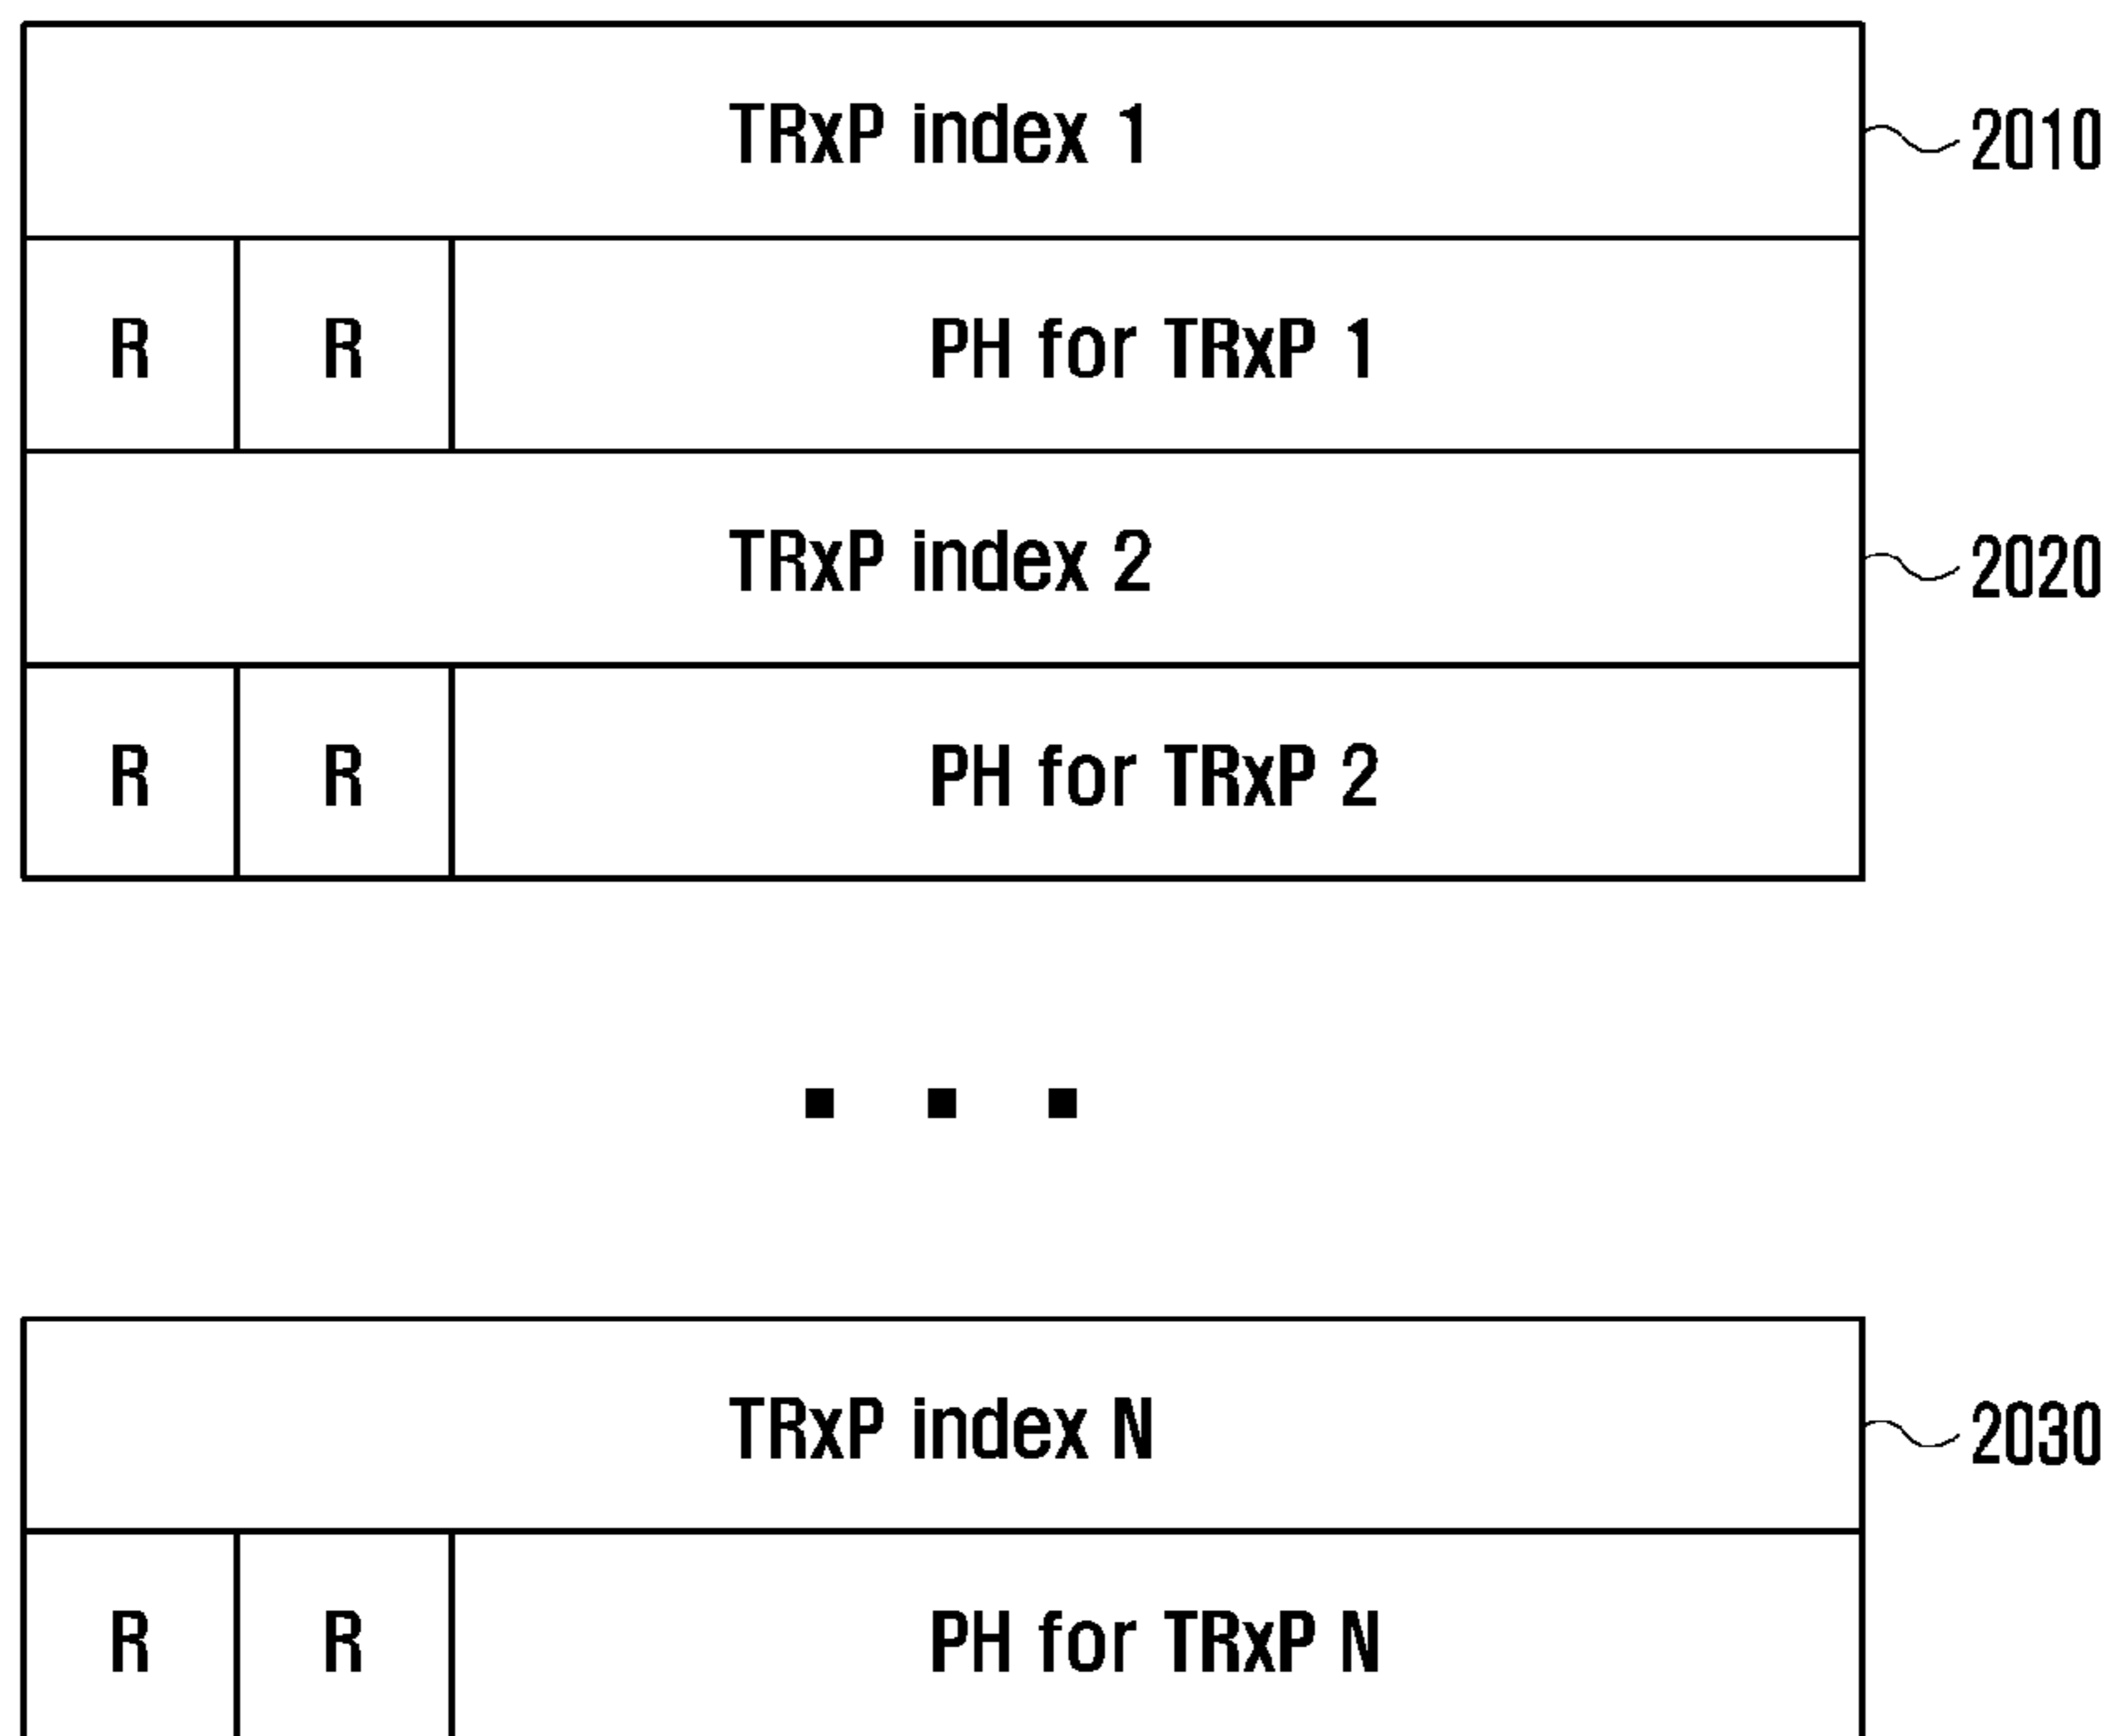 TRxP index 1 2010
R R PH for TRxP 1
TRxP index 2 2020
R R PH for TRxP 2
TRxP index N 2030
R R PH for TRxP N